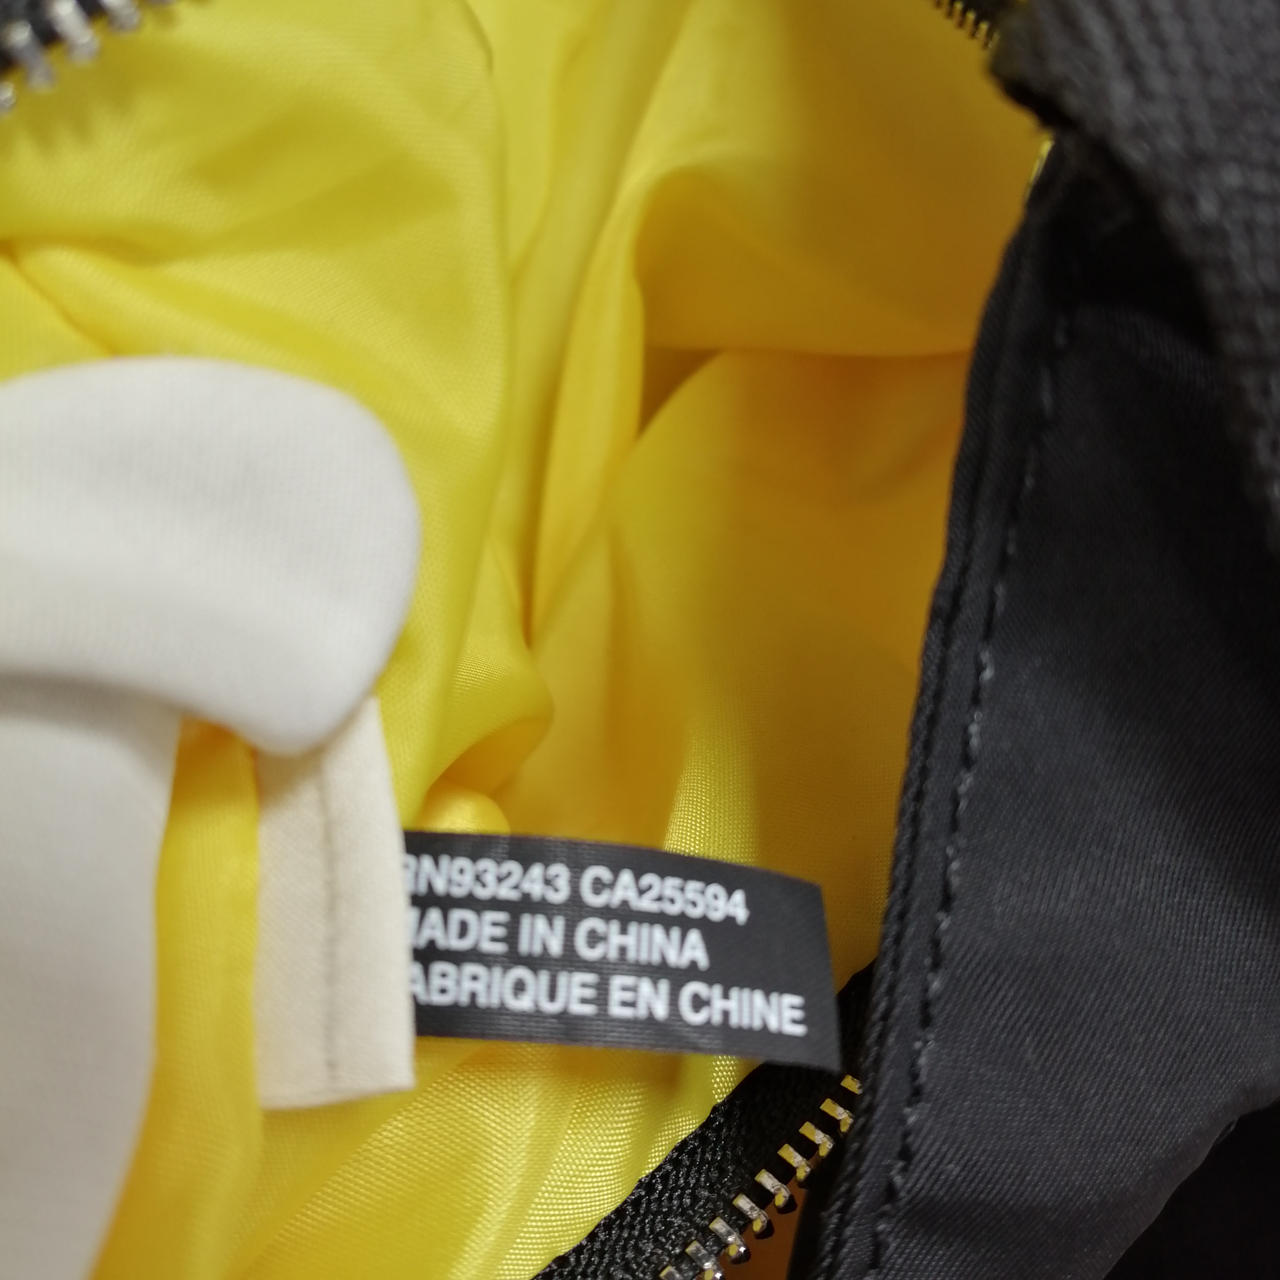 RN93243 CA25594
MADE IN CHINA
FABRIQUE EN CHINE